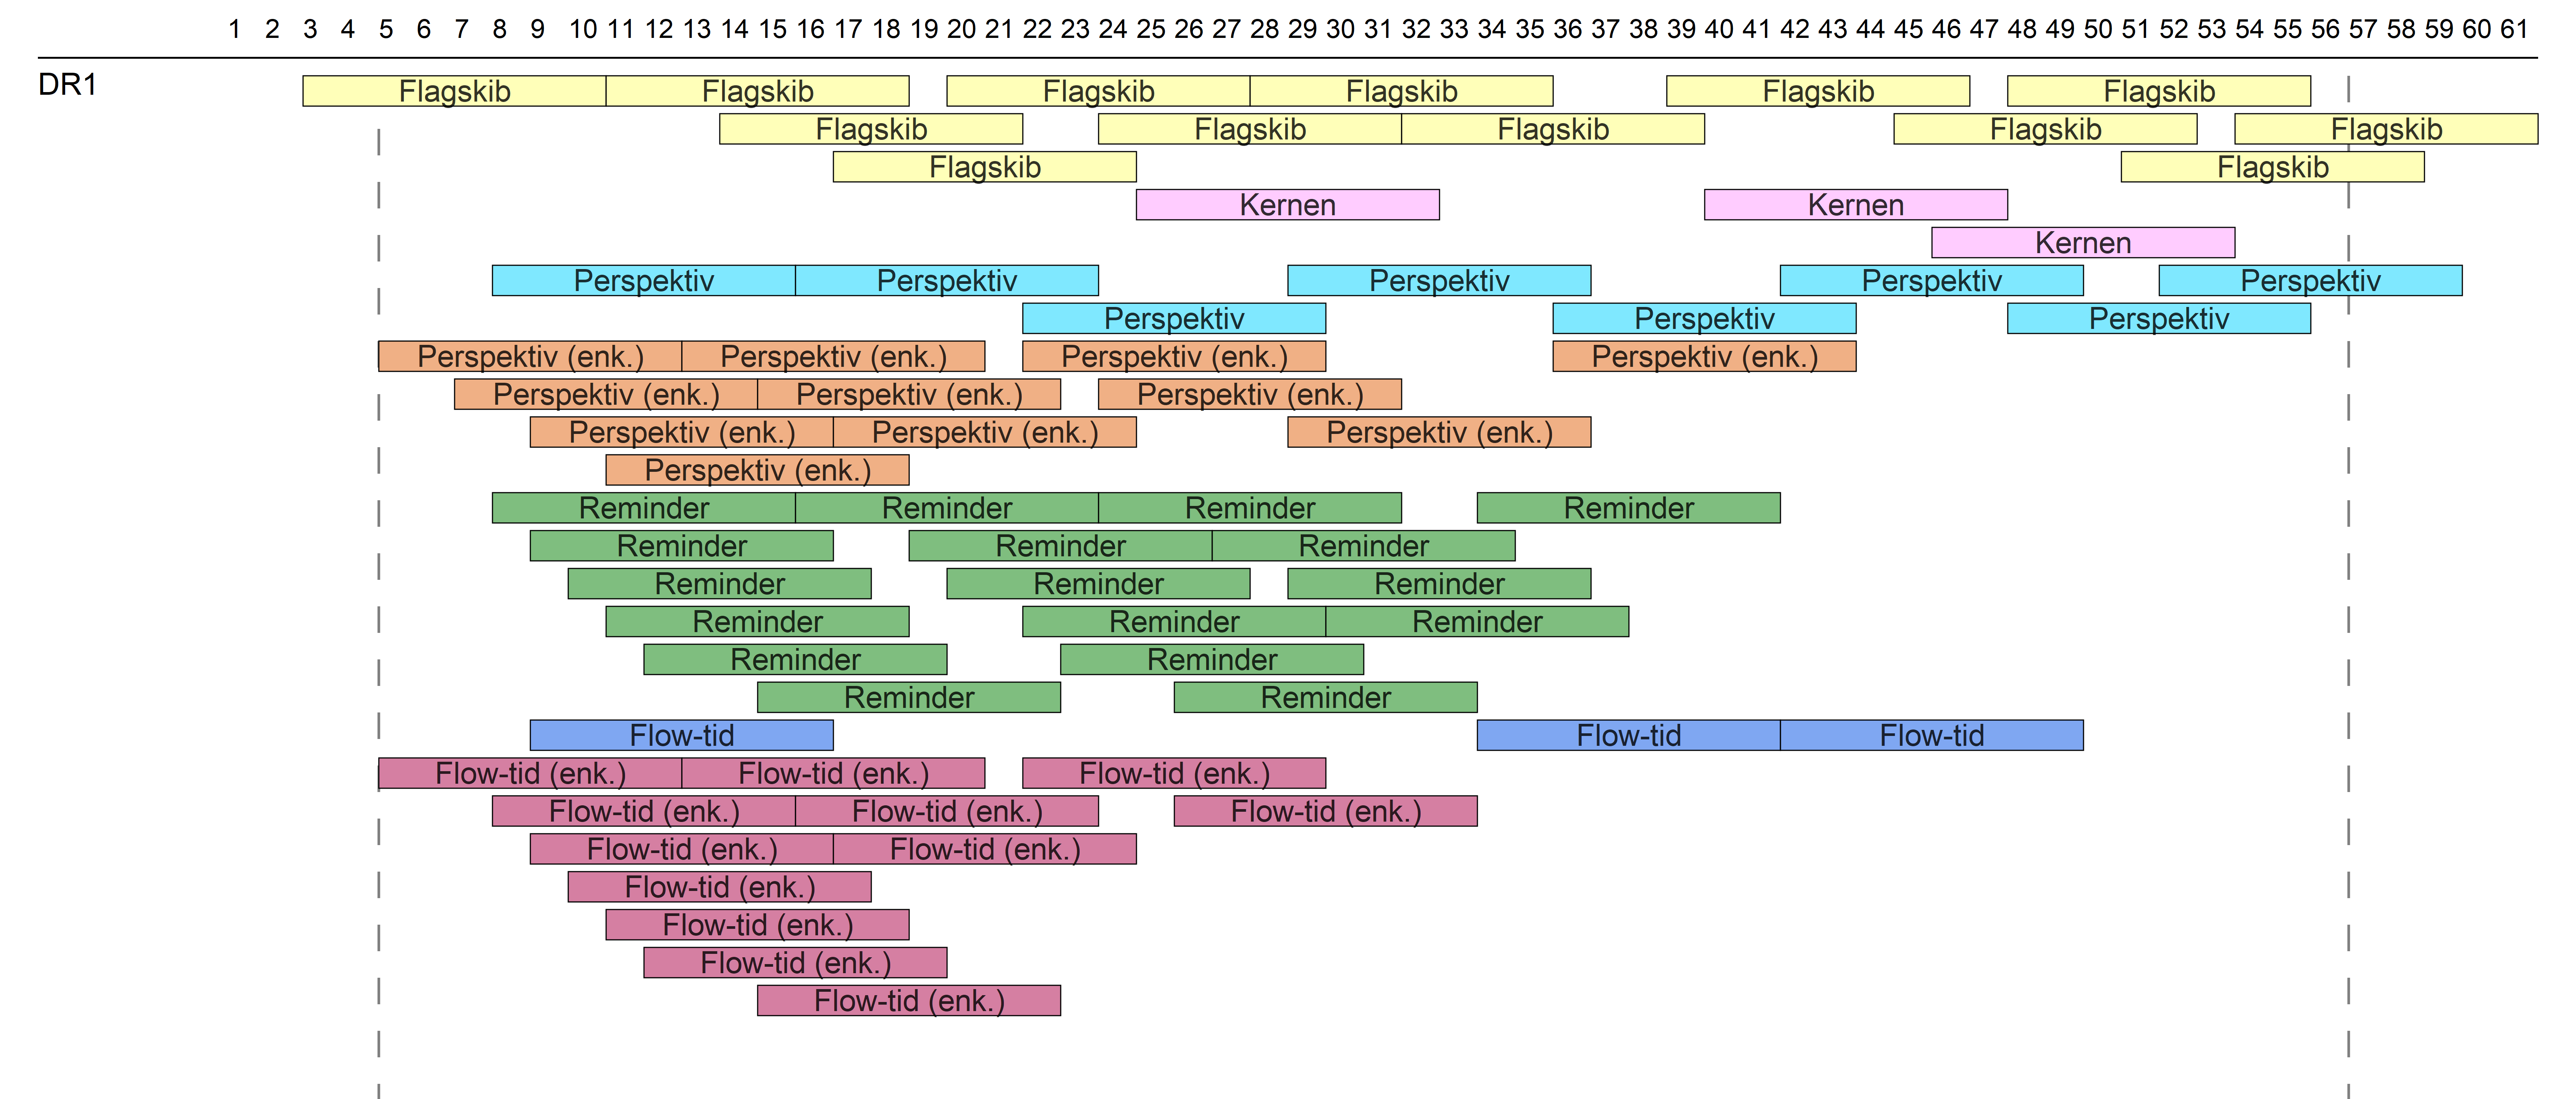 1 2 3 4 5 6 7 8 9 10 11 12 13 14 15 16 17 18 19 20 21 22 23 24 25 26 27 28 29 30 31 32 33 34 35 36 37 38 39 40 41 42 43 44 45 46 47 48 49 50 51 52 53 54 55 56 57 58 59 60 61
DR1 Flagskib Flagskib Flagskib Flagskib Flagskib Flagskib
Flagskib Flagskib Flagskib Flagskib Flagskib
Flagskib Flagskib
Kernen Kernen
Kernen
Perspektiv Perspektiv Perspektiv Perspektiv Perspektiv
Perspektiv Perspektiv Perspektiv
Perspektiv (enk.) Perspektiv (enk.) Perspektiv (enk.) Perspektiv (enk.)
Perspektiv (enk.) Perspektiv (enk.) Perspektiv (enk.)
Perspektiv (enk.) Perspektiv (enk.) Perspektiv (enk.)
Perspektiv (enk.)
Reminder Reminder Reminder Reminder
Reminder Reminder Reminder
Reminder Reminder Reminder
Reminder Reminder Reminder
Reminder Reminder
Reminder Reminder
Flow-tid Flow-tid Flow-tid
Flow-tid (enk.) Flow-tid (enk.) Flow-tid (enk.)
Flow-tid (enk.) Flow-tid (enk.) Flow-tid (enk.)
Flow-tid (enk.) Flow-tid (enk.)
Flow-tid (enk.)
Flow-tid (enk.)
Flow-tid (enk.)
Flow-tid (enk.)